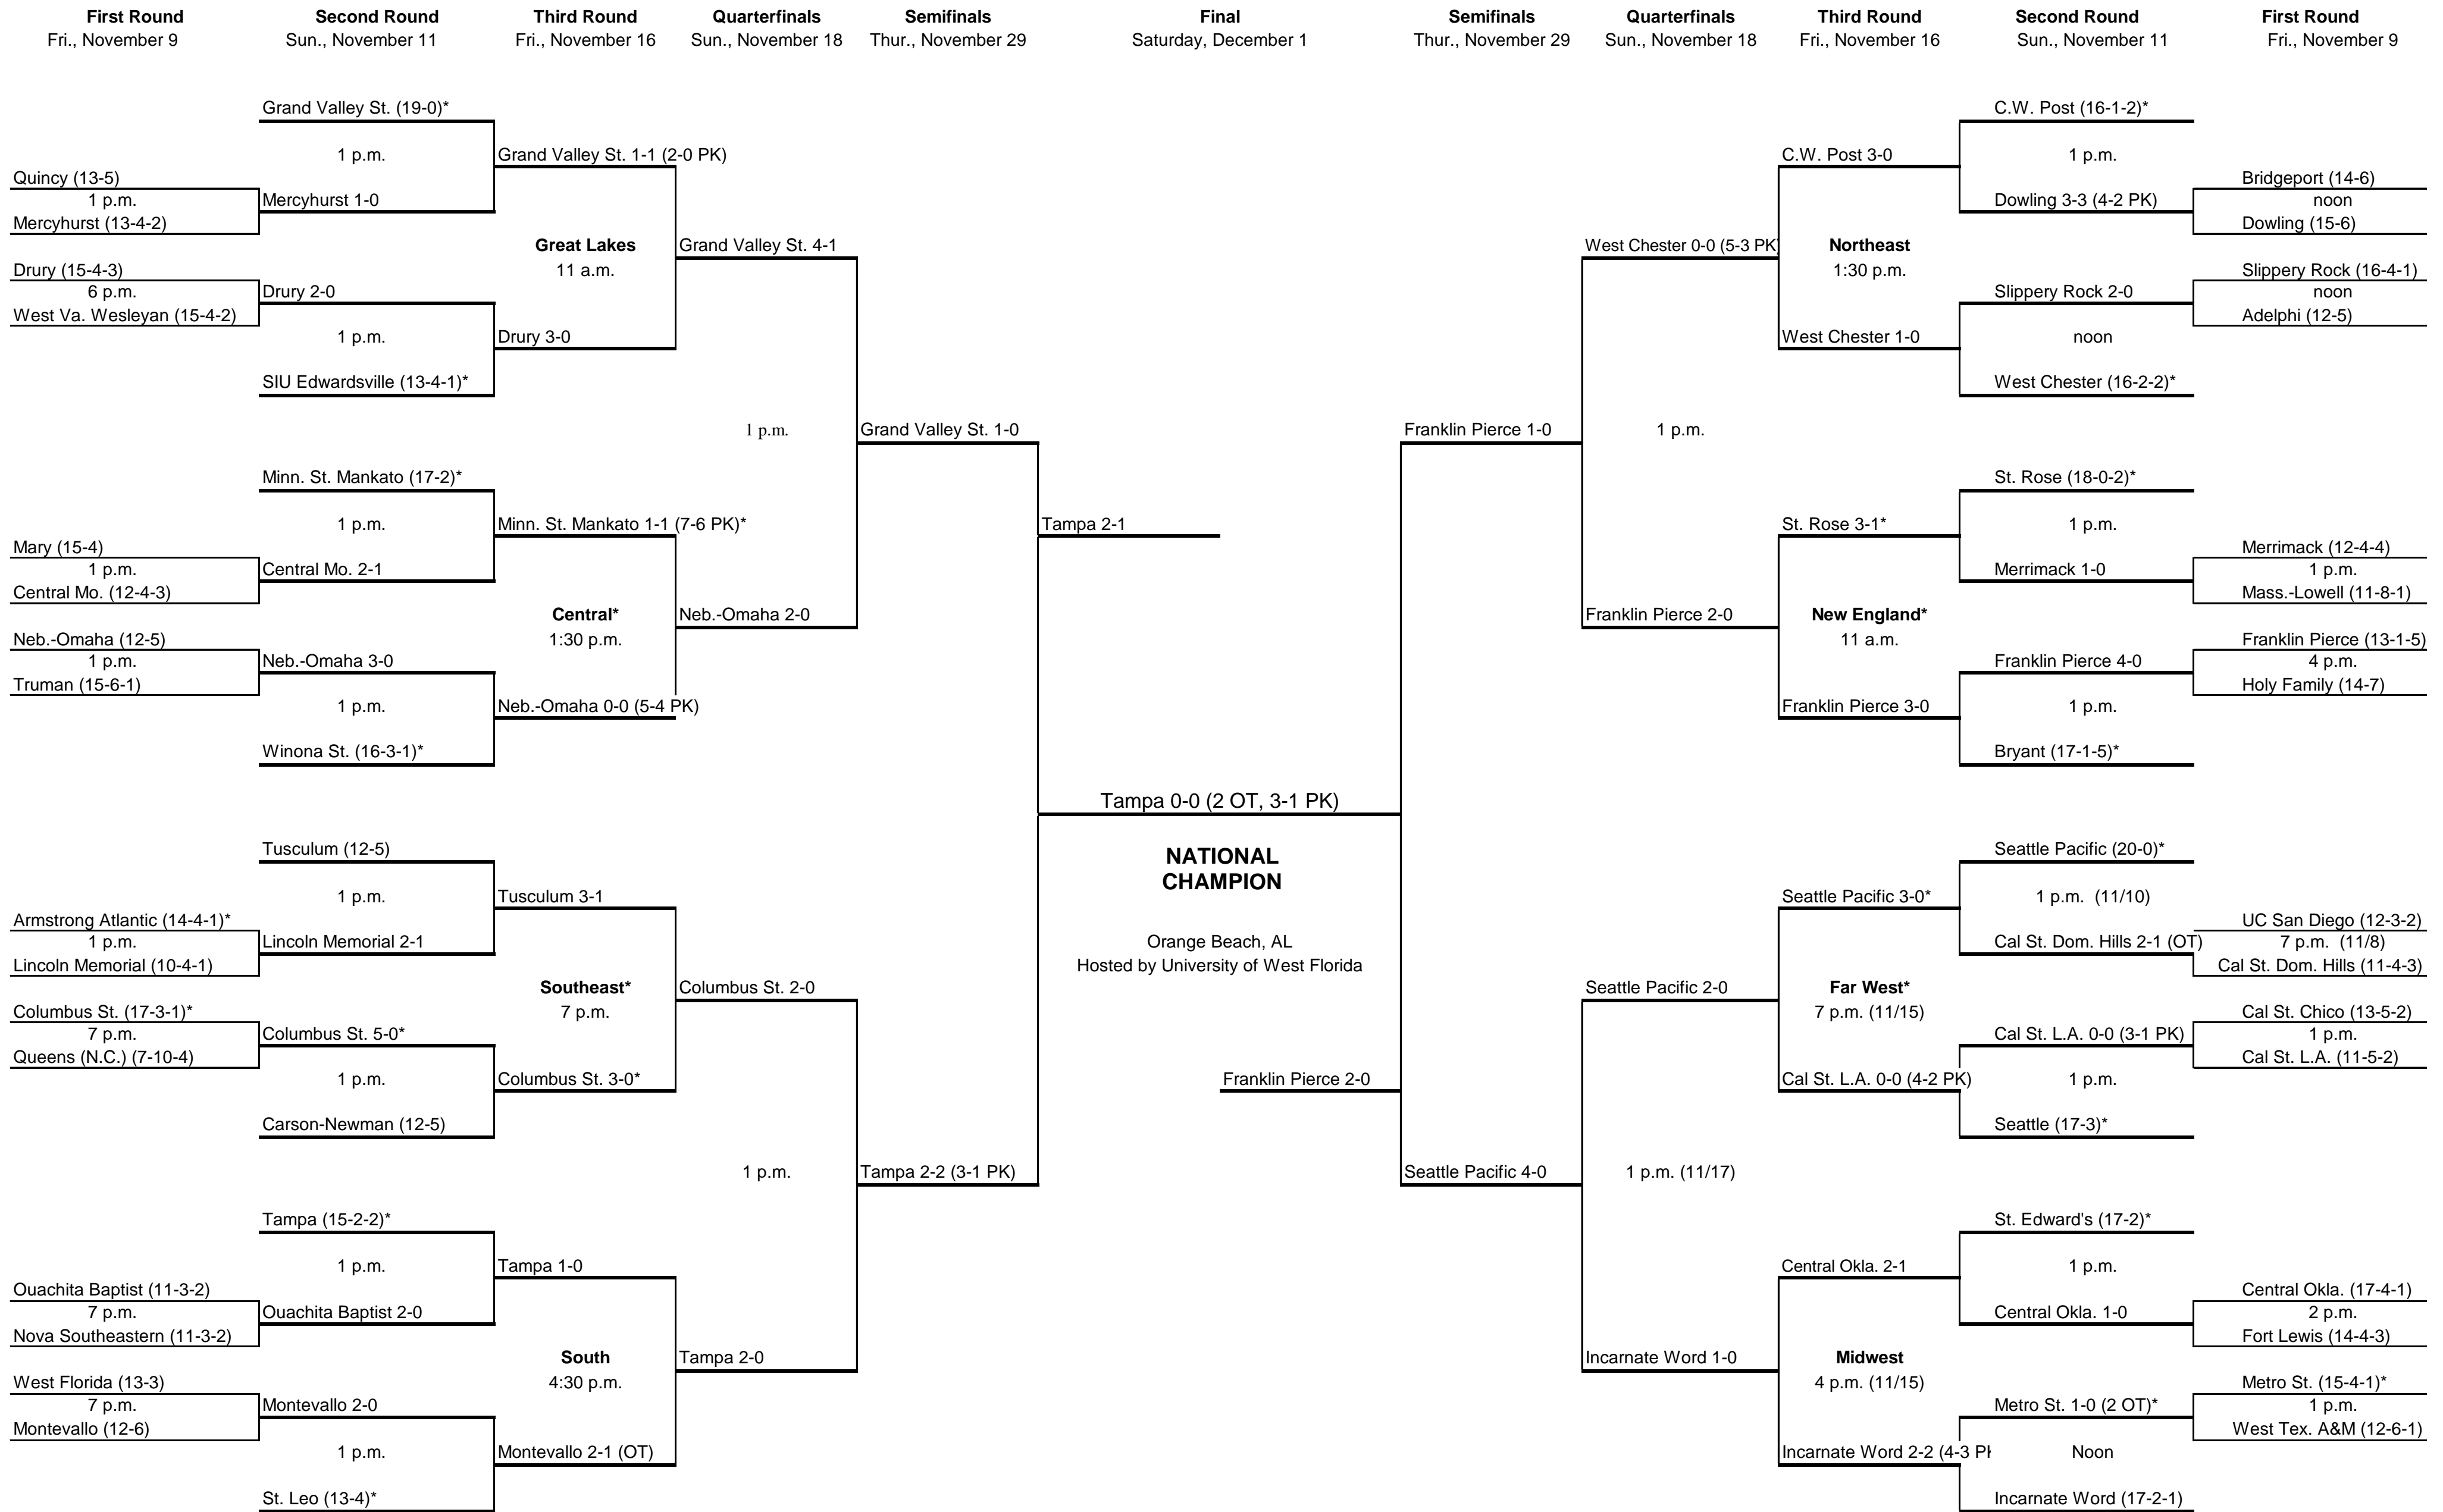 First Round
Fri., November 9
Second Round
Sun., November 11
Third Round
Fri., November 16
Quarterfinals
Sun., November 18
Semifinals
Thur., November 29
Final
Saturday, December 1
Semifinals
Thur., November 29
Quarterfinals
Sun., November 18
Third Round
Fri., November 16
Second Round
Sun., November 11
First Round
Fri., November 9
Quincy (13-5)
1 p.m.
Mercyhurst (13-4-2)
Drury (15-4-3)
6 p.m.
West Va. Wesleyan (15-4-2)
Mary (15-4)
1 p.m.
Central Mo. (12-4-3)
Neb.-Omaha (12-5)
1 p.m.
Truman (15-6-1)
Armstrong Atlantic (14-4-1)*
1 p.m.
Lincoln Memorial (10-4-1)
Columbus St. (17-3-1)*
7 p.m.
Queens (N.C.) (7-10-4)
Ouachita Baptist (11-3-2)
7 p.m.
Nova Southeastern (11-3-2)
West Florida (13-3)
7 p.m.
Montevallo (12-6)
Grand Valley St. (19-0)*
1 p.m.
Mercyhurst 1-0
Drury 2-0
1 p.m.
SIU Edwardsville (13-4-1)*
Minn. St. Mankato (17-2)*
1 p.m.
Central Mo. 2-1
Neb.-Omaha 3-0
1 p.m.
Winona St. (16-3-1)*
Tusculum (12-5)
1 p.m.
Lincoln Memorial 2-1
Columbus St. 5-0*
1 p.m.
Carson-Newman (12-5)
Tampa (15-2-2)*
1 p.m.
Ouachita Baptist 2-0
Montevallo 2-0
1 p.m.
St. Leo (13-4)*
Grand Valley St. 1-1 (2-0 PK)
Great Lakes
11 a.m.
Drury 3-0
Minn. St. Mankato 1-1 (7-6 PK)*
Central*
1:30 p.m.
Neb.-Omaha 0-0 (5-4 PK)
Tusculum 3-1
Southeast*
7 p.m.
Columbus St. 3-0*
Tampa 1-0
South
4:30 p.m.
Montevallo 2-1 (OT)
Grand Valley St. 4-1
1 p.m.
Neb.-Omaha 2-0
Columbus St. 2-0
1 p.m.
Tampa 2-0
Grand Valley St. 1-0
Tampa 2-2 (3-1 PK)
Tampa 2-1
Tampa 0-0 (2 OT, 3-1 PK)
NATIONAL
CHAMPION
Orange Beach, AL
Hosted by University of West Florida
Franklin Pierce 2-0
Franklin Pierce 1-0
Seattle Pacific 4-0
West Chester 0-0 (5-3 PK
1 p.m.
Franklin Pierce 2-0
Seattle Pacific 2-0
1 p.m. (11/17)
Incarnate Word 1-0
C.W. Post 3-0
Northeast
1:30 p.m.
West Chester 1-0
St. Rose 3-1*
New England*
11 a.m.
Franklin Pierce 3-0
Seattle Pacific 3-0*
Far West*
7 p.m. (11/15)
Cal St. L.A. 0-0 (4-2 PK)
Central Okla. 2-1
Midwest
4 p.m. (11/15)
Incarnate Word 2-2 (4-3
C.W. Post (16-1-2)*
1 p.m.
Dowling 3-3 (4-2 PK)
Slippery Rock 2-0
noon
West Chester (16-2-2)*
St. Rose (18-0-2)*
1 p.m.
Merrimack 1-0
Franklin Pierce 4-0
1 p.m.
Bryant (17-1-5)*
Seattle Pacific (20-0)*
1 p.m. (11/10)
Cal St. Dom. Hills 2-1 (OT)
Cal St. L.A. 0-0 (3-1 PK)
1 p.m.
Seattle (17-3)*
St. Edward's (17-2)*
1 p.m.
Central Okla. 1-0
Metro St. 1-0 (2 OT)*
Noon
Incarnate Word (17-2-1)
Bridgeport (14-6)
noon
Dowling (15-6)
Slippery Rock (16-4-1)
noon
Adelphi (12-5)
Merrimack (12-4-4)
1 p.m.
Mass.-Lowell (11-8-1)
Franklin Pierce (13-1-5)
4 p.m.
Holy Family (14-7)
UC San Diego (12-3-2)
7 p.m. (11/8)
Cal St. Dom. Hills (11-4-3)
Cal St. Chico (13-5-2)
1 p.m.
Cal St. L.A. (11-5-2)
Central Okla. (17-4-1)
2 p.m.
Fort Lewis (14-4-3)
Metro St. (15-4-1)*
1 p.m.
West Tex. A&M (12-6-1)